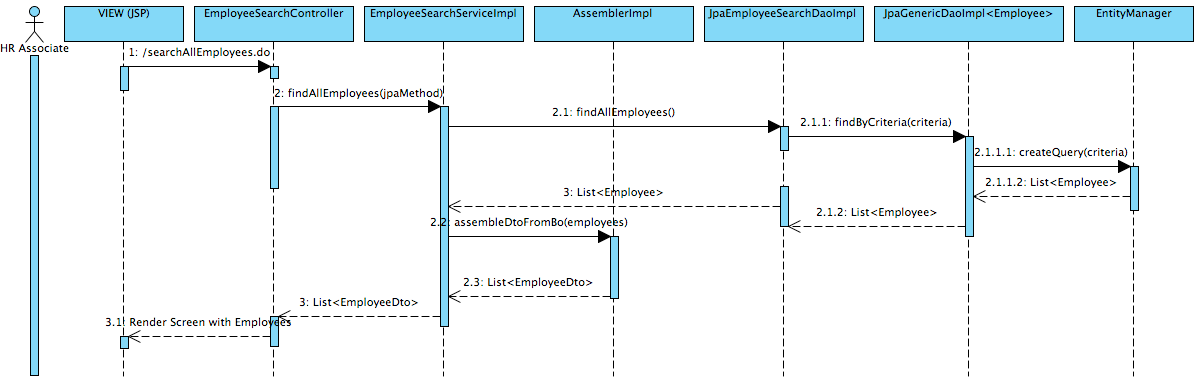 VIEW (JSP)
EmployeeSearchController
EmployeeSearchServiceImpl
AssemblerImpl
JpaEmployeeSearchDaoImpl
JpaGenericDaoImpl<Employee>
EntityManager
HR Associate
1: /searchAllEmployees.do
2: findAllEmployees(jpaMethod)
2.1: findAllEmployees()
2.1.1: findByCriteria(criteria)
2.1.1.1: createQuery(criteria)
2.1.1.2: List<Employee>
3: List<Employee>
2.1.2: List<Employee>
2.2: assembleDtoFromBo(employees)
2.3: List<EmployeeDto>
3: List<EmployeeDto>
3.1: Render Screen with Employees